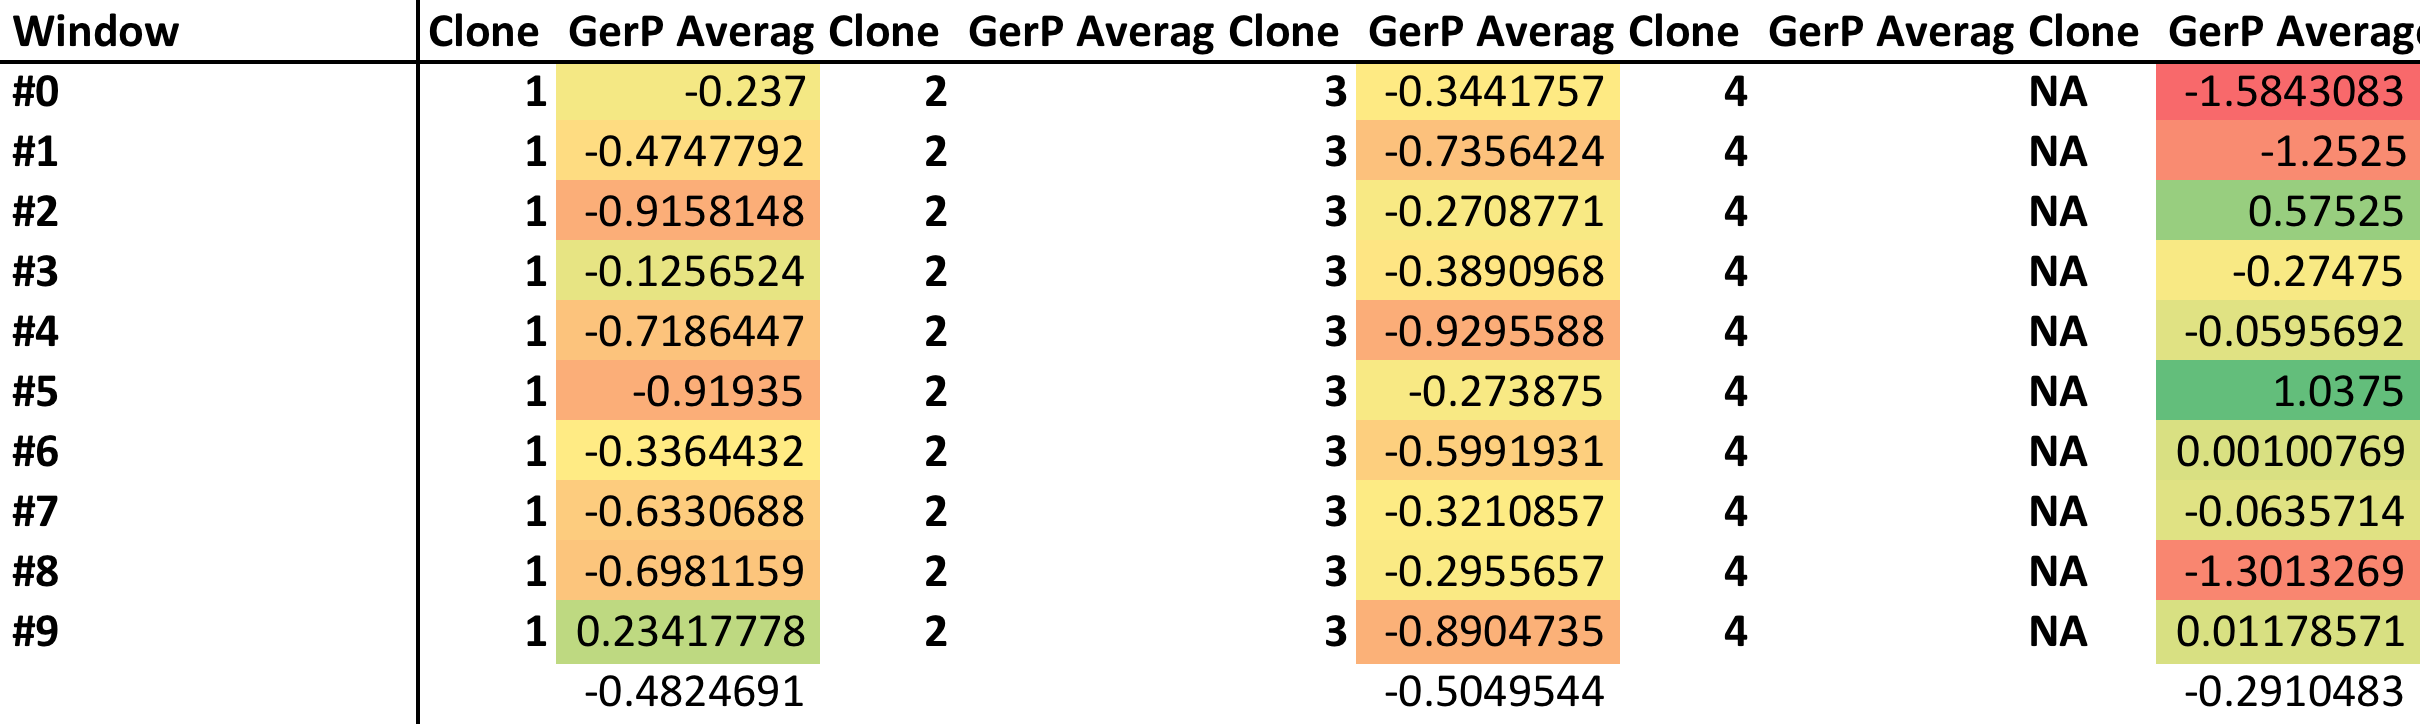 Window Clone GerP Averag Clone GerP Averag Clone GerP Averag Clone GerP Averag Clone GerP Average
#0 1 -0.237 2 3 -0.3441757 4 NA -1.5843083
#1 1 -0.4747792 2 3 -0.7356424 4 NA -1.2525
#2 1 -0.9158148 2 3 -0.2708771 4 NA 0.57525
#3 1 -0.1256524 2 3 -0.3890968 4 NA -0.27475
#4 1 -0.7186447 2 3 -0.9295588 4 NA -0.0595692
#5 1 -0.91935 2 3 -0.273875 4 NA 1.0375
#6 1 -0.3364432 2 3 -0.5991931 4 NA 0.00100769
#7 1 -0.6330688 2 3 -0.3210857 4 NA -0.0635714
#8 1 -0.6981159 2 3 -0.2955657 4 NA -1.3013269
#9 1 0.23417778 2 3 -0.8904735 4 NA 0.01178571
-0.4824691 -0.5049544 -0.2910483